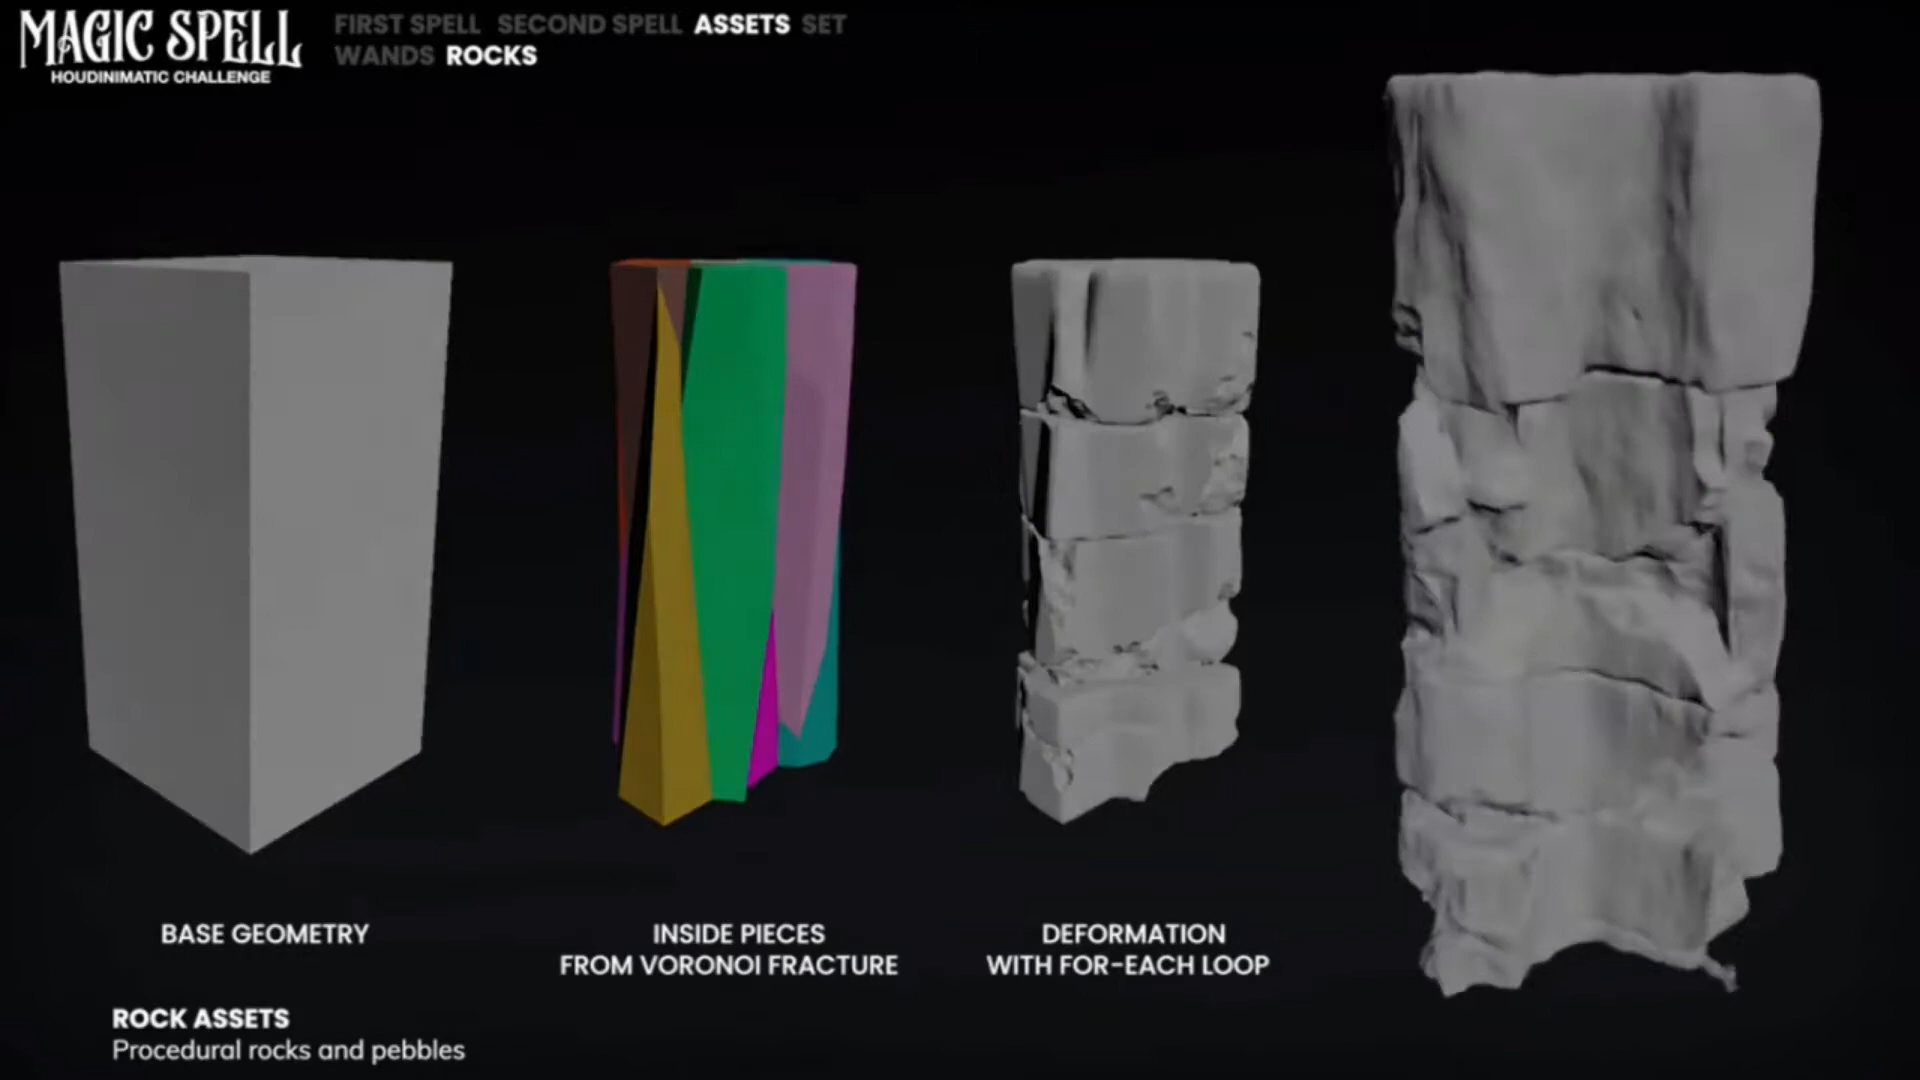 MAGIC SPELL
HOUDINIMATIC CHALLENGE
FIRST SPELL SECOND SPELL ASSETS SET
WANDS ROCKS
BASE GEOMETRY
INSIDE PIECES
FROM VORONOI FRACTURE
DEFORMATION
WITH FOR-EACH LOOP
ROCK ASSETS
Procedural rocks and pebbles